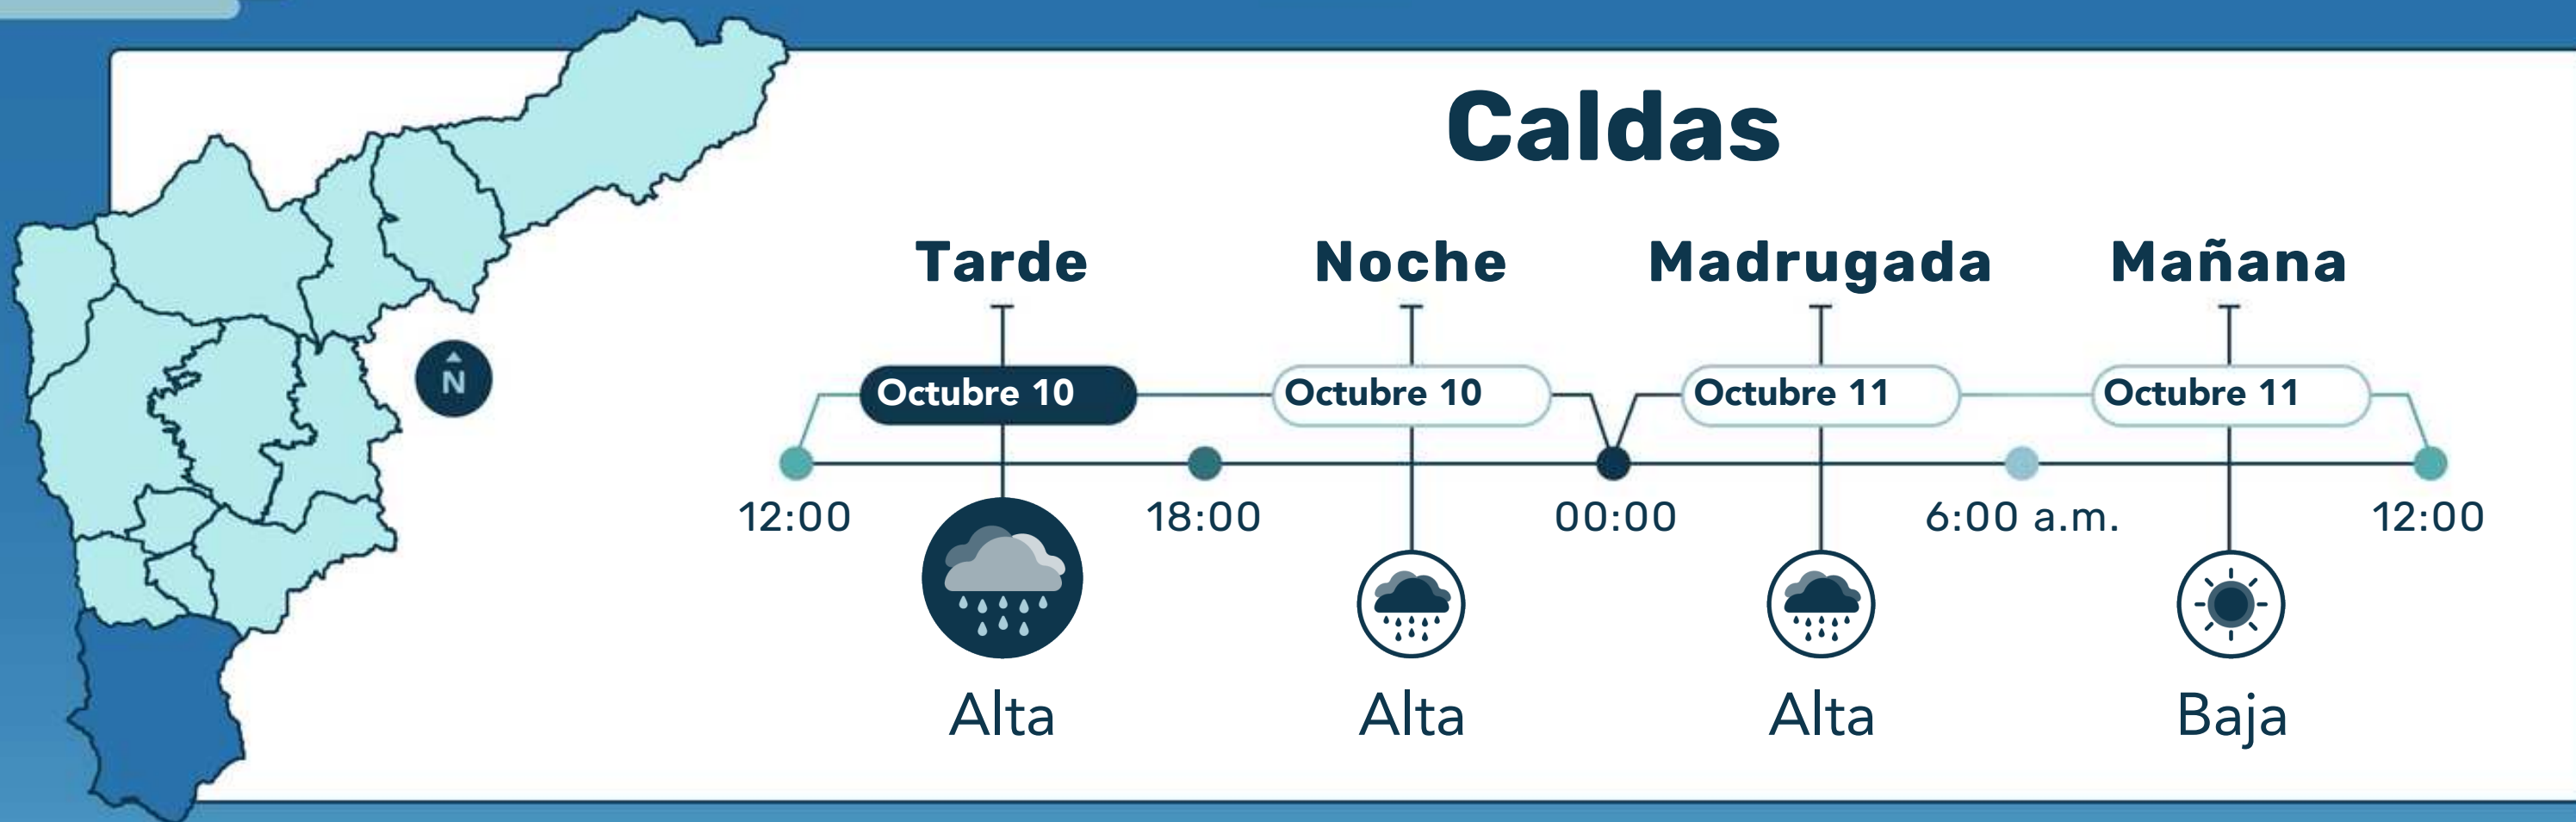 Caldas
Tarde Noche Madrugada Mañana
Octubre 10 Octubre 10 Octubre 11 Octubre 11
N
12:00 18:00 00:00 6:00 a.m. 12:00
Alta Alta Alta Baja